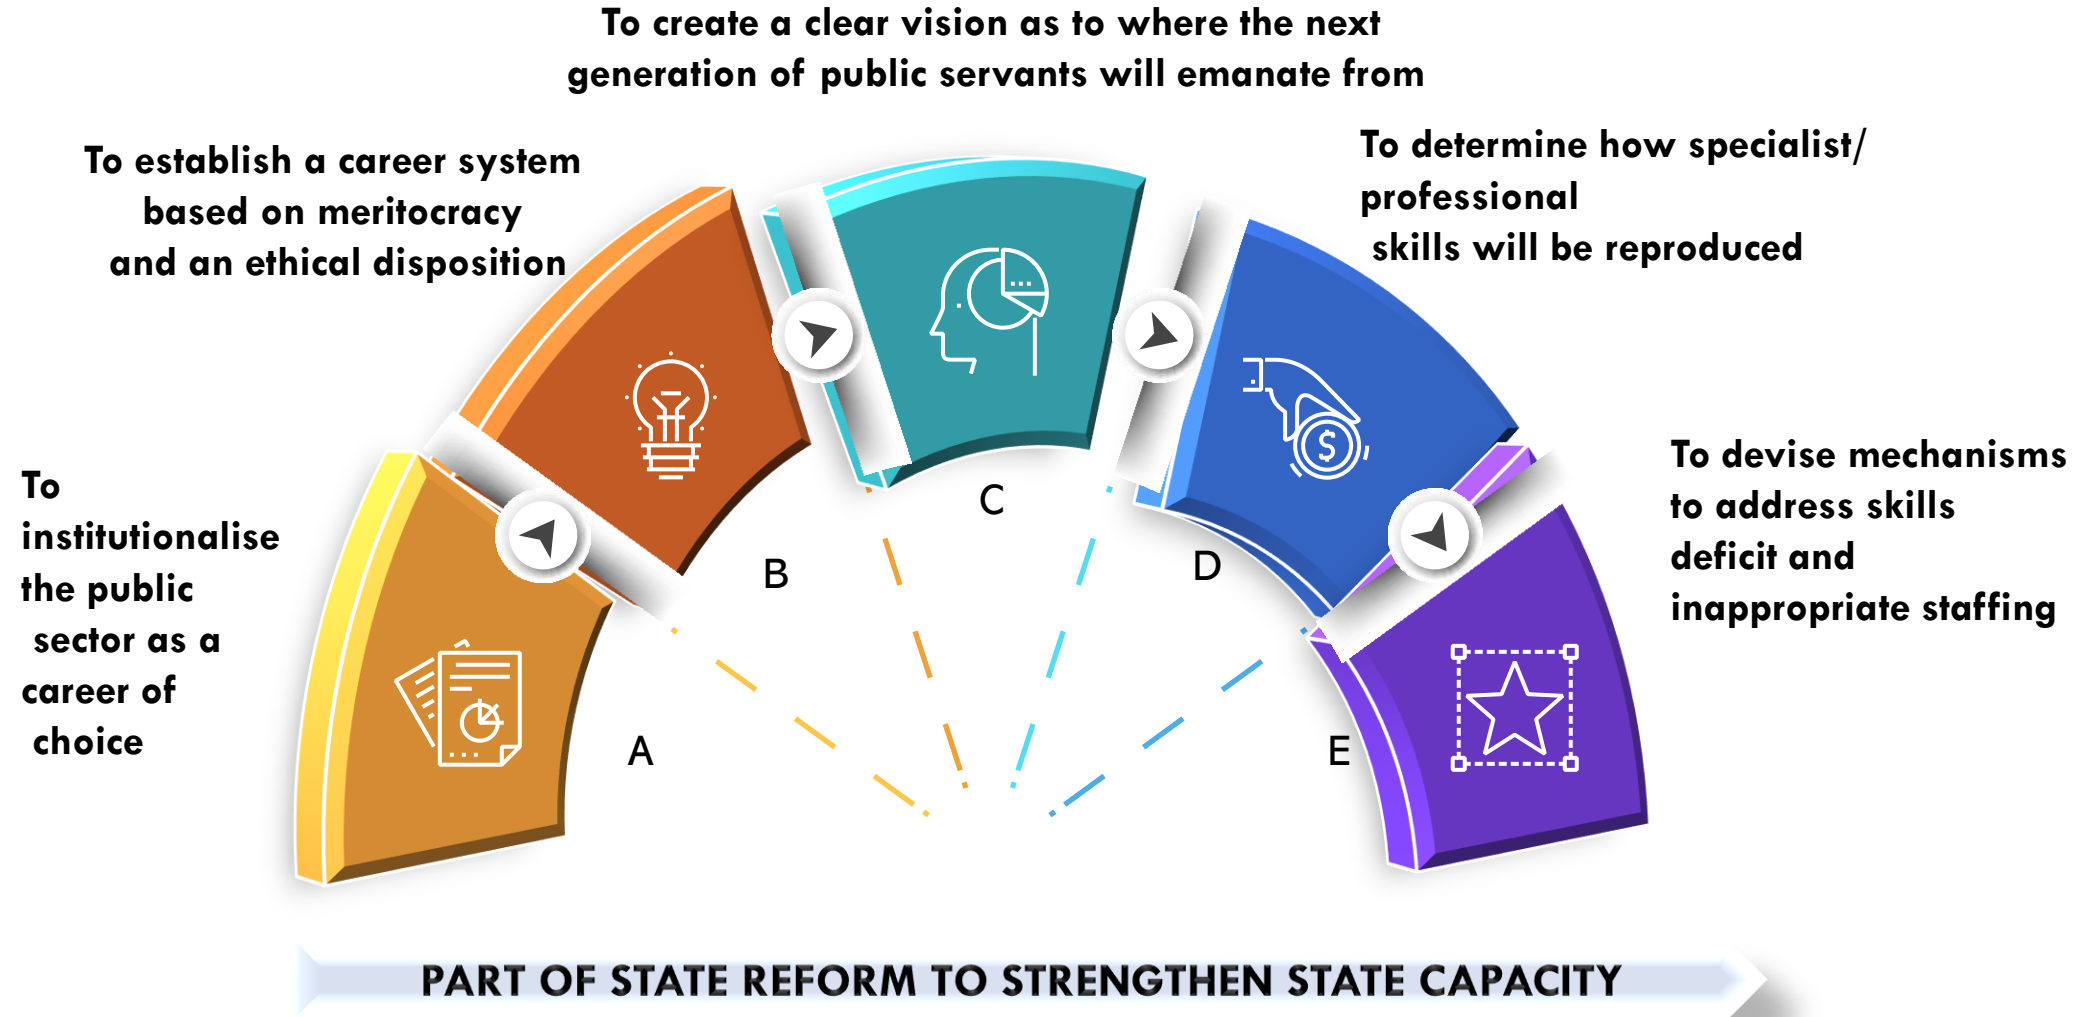 To create a clear vision as to where the next
generation of public servants will emanate from
To establish a career system
based on meritocracy
and an ethical disposition
To determine how specialist/
professional
skills will be reproduced
To
institutionalise
the public
sector as a
career of
choice
To devise mechanisms
to address skills
deficit and
inappropriate staffing
$
A
B
C
D
E
PART OF STATE REFORM TO STRENGTHEN STATE CAPACITY